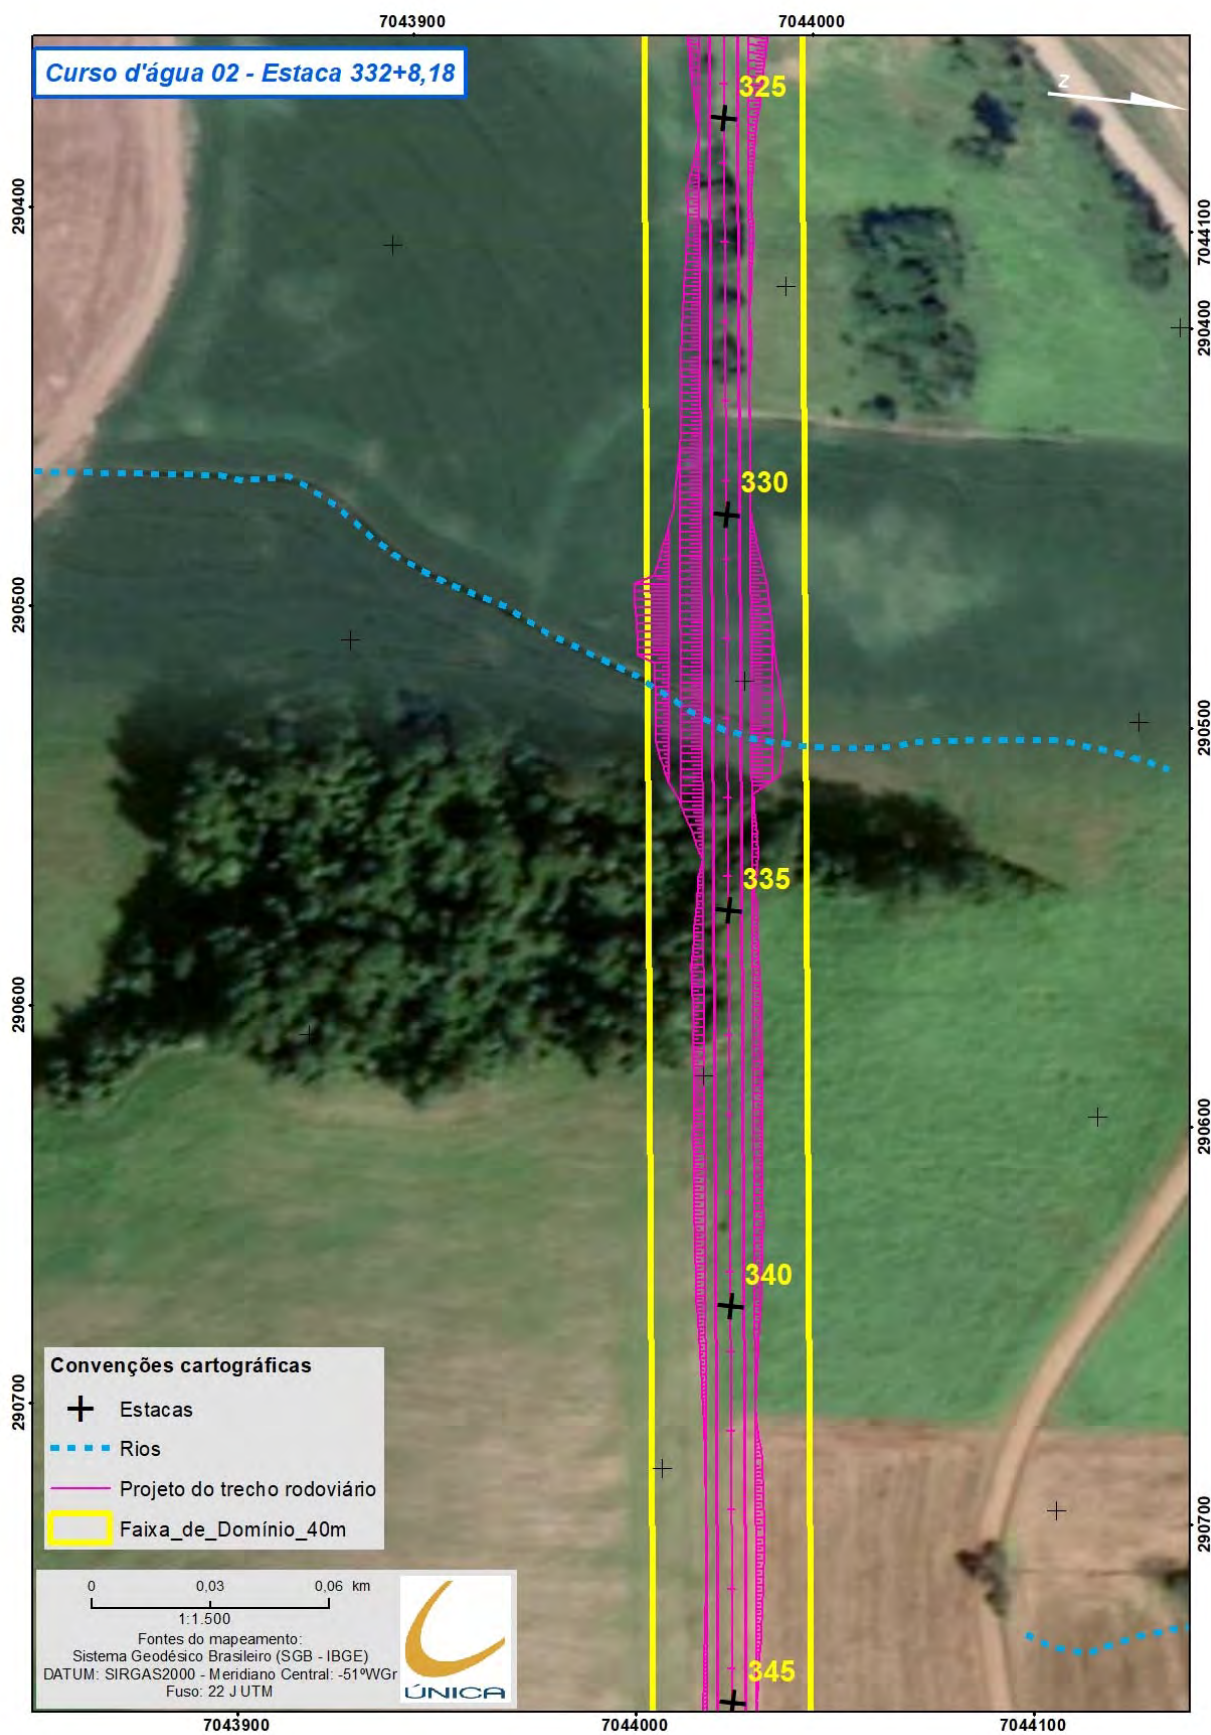 7043900
7044000
Curso d'água 02 - Estaca 332+8,18
325
N
290400
7044100
290400
330
290500
290500
335
290600
290600
340
Convenções cartográficas
Estacas
Rios
Projeto do trecho rodoviário
Faixa_de_Domínio_40m
290700
290700
0 0,03 0,06 km
1:1.500
Fontes do mapeamento:
Sistema Geodésico Brasileiro (SGB - IBGE)
DATUM: SIRGAS2000 - Meridiano Central: -51ºWGr
Fuso: 22 J UTM
ÚNICA
345
7043900
7044000
7044100